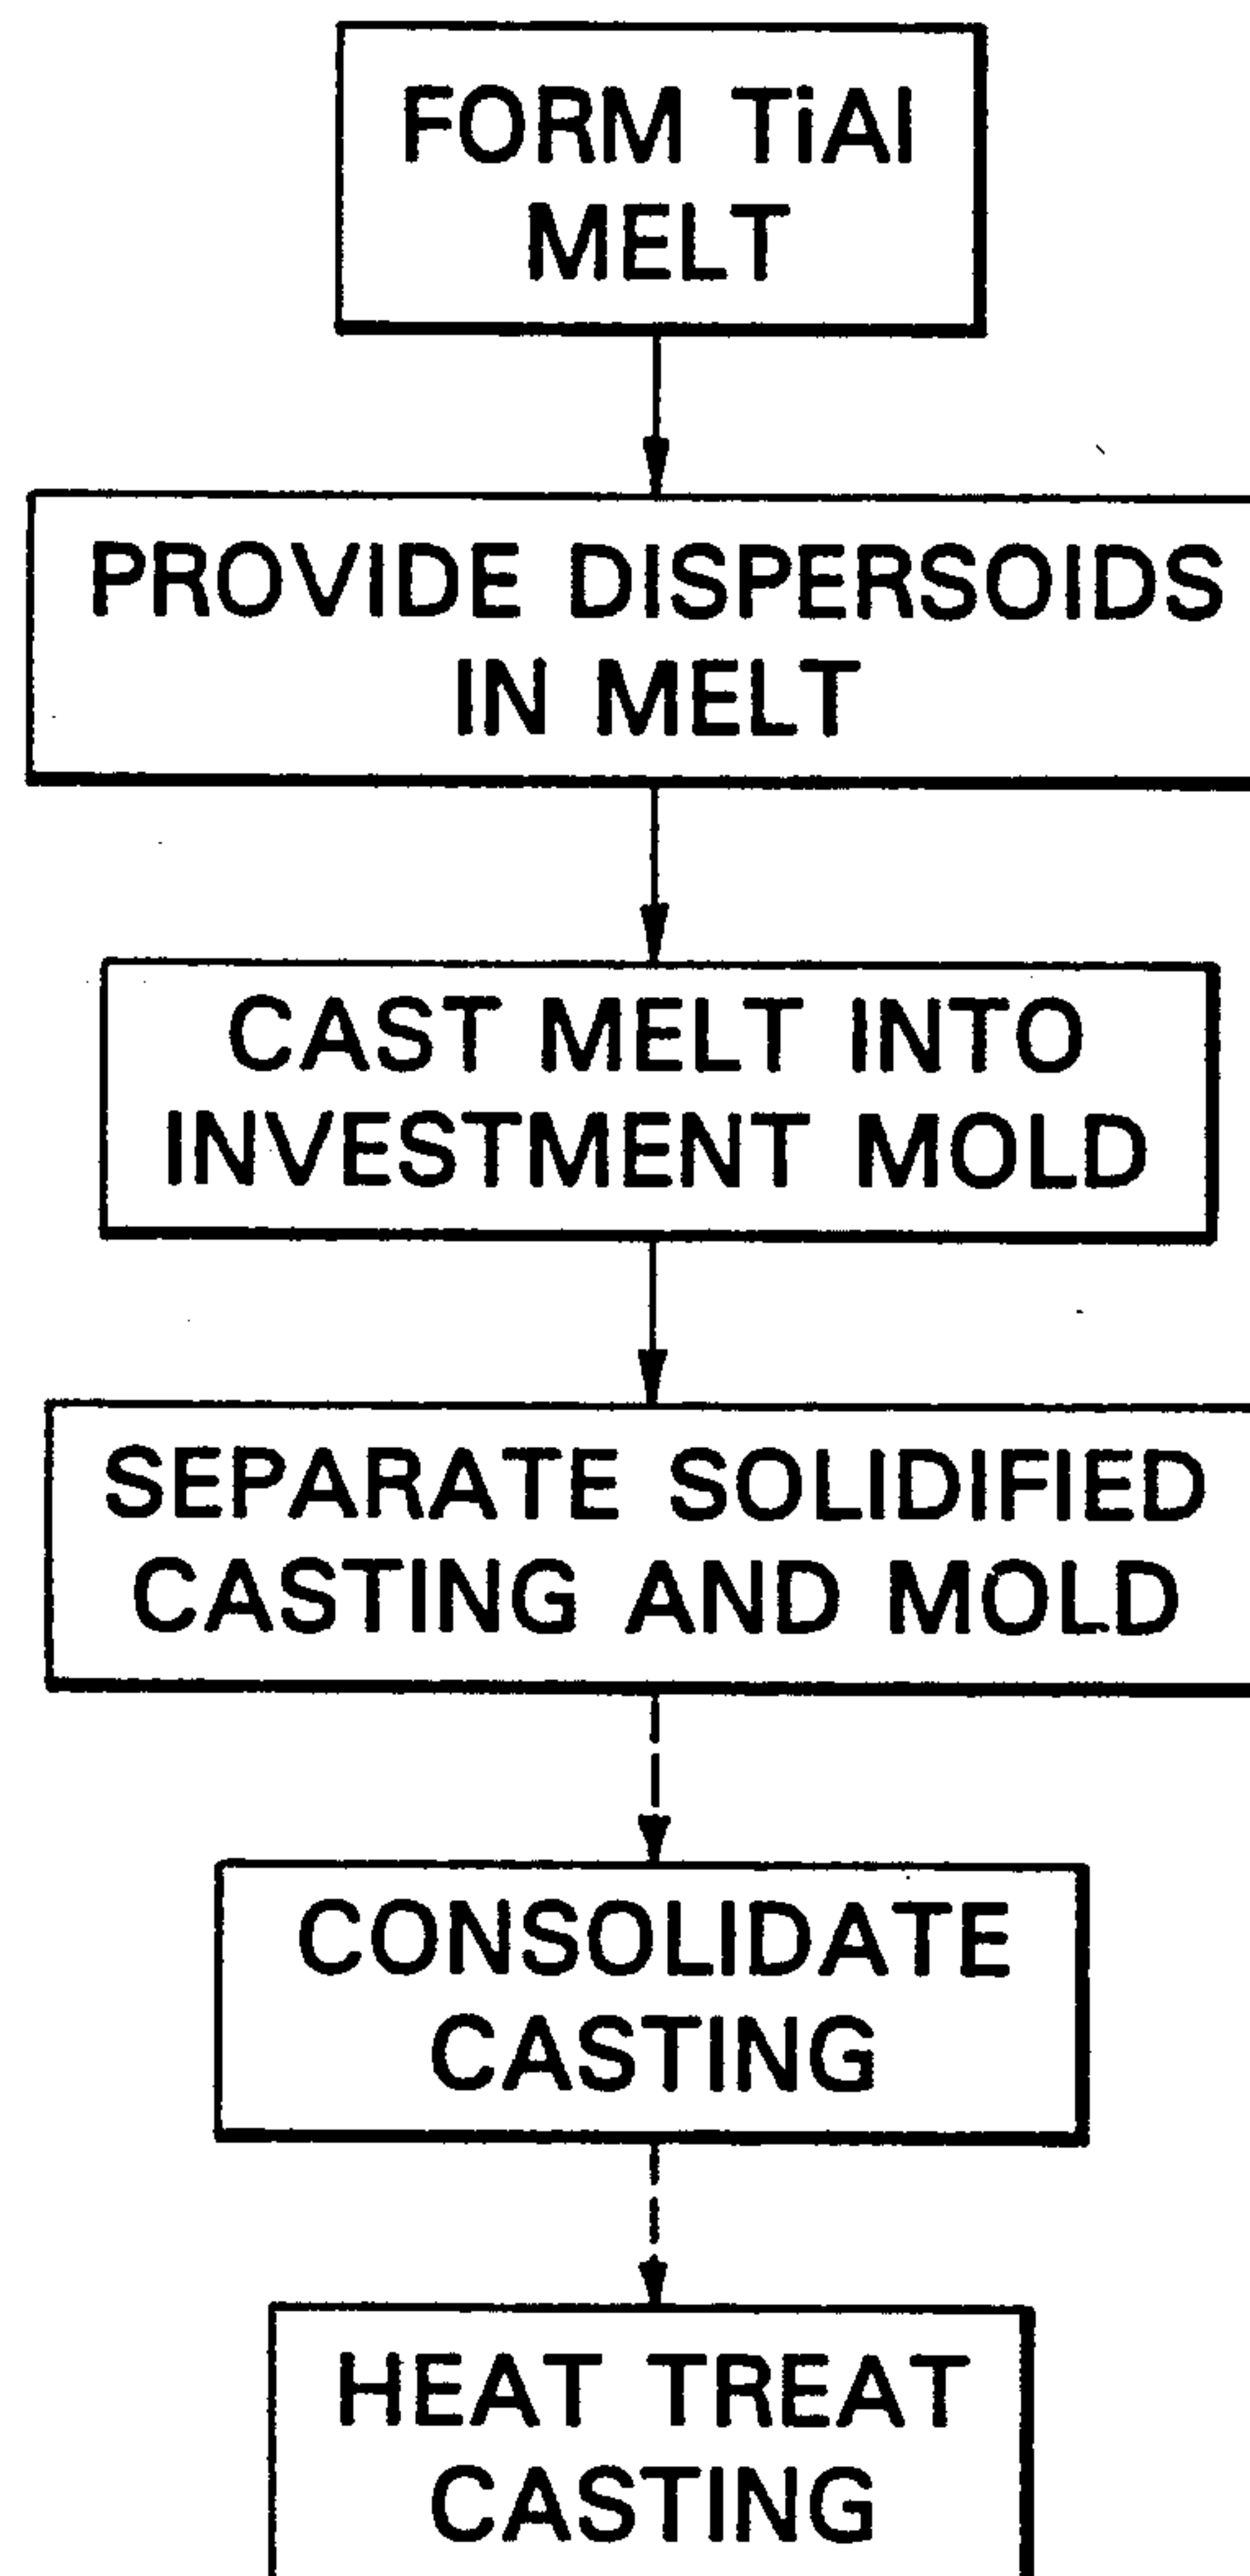 FORM TiAl
MELT
PROVIDE DISPERSOIDS
IN MELT
CAST MELT INTO
INVESTMENT MOLD
SEPARATE SOLIDIFIED
CASTING AND MOLD
CONSOLIDATE
CASTING
HEAT TREAT
CASTING